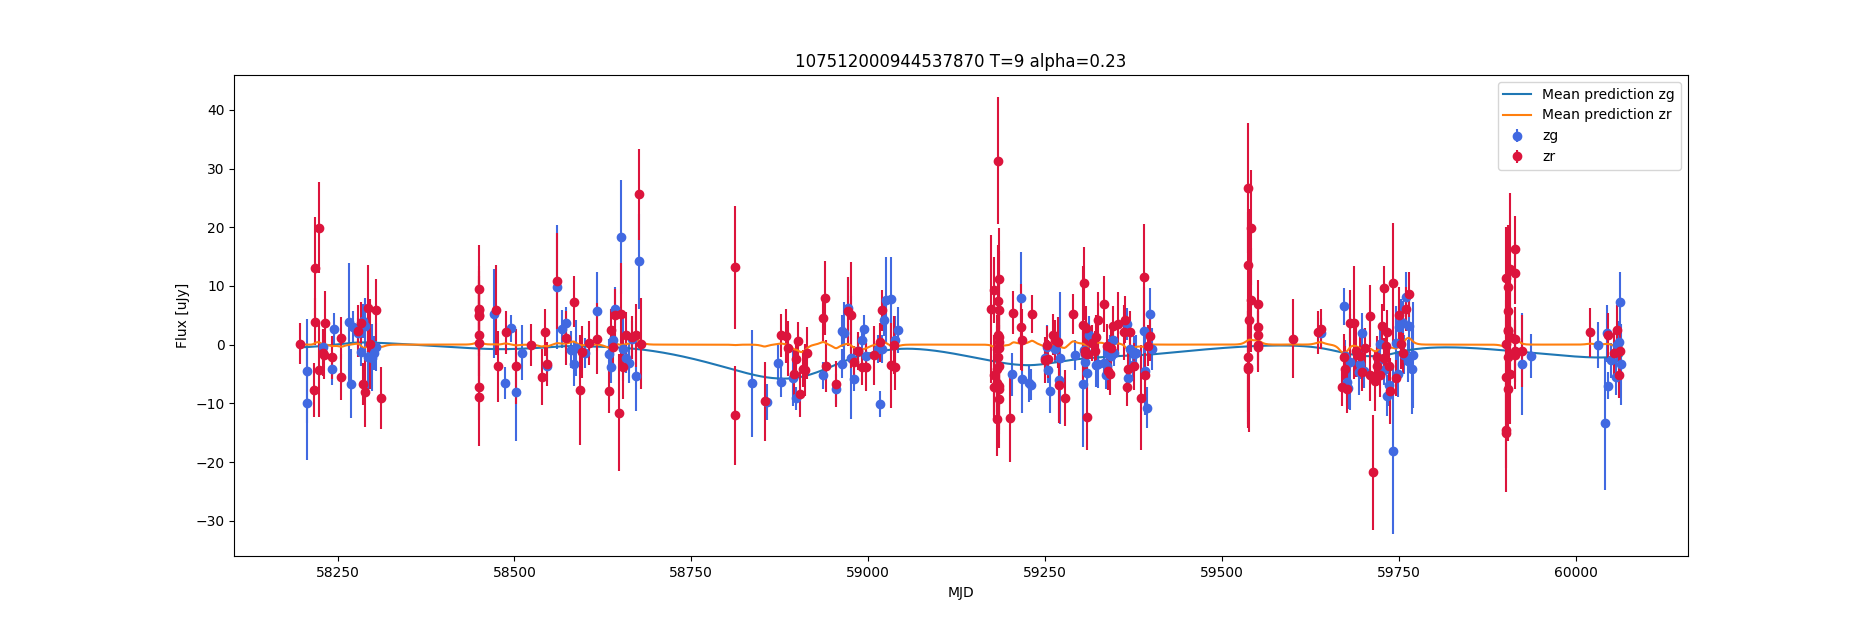 107512000944537870 T=9 alpha=0.23
Mean prediction zg
Mean prediction zr
zg
zr
Flux [uJy]
40
30
20
10
0
−10
−20
−30
58250 58500 58750 59000 59250 59500 59750 60000
MJD